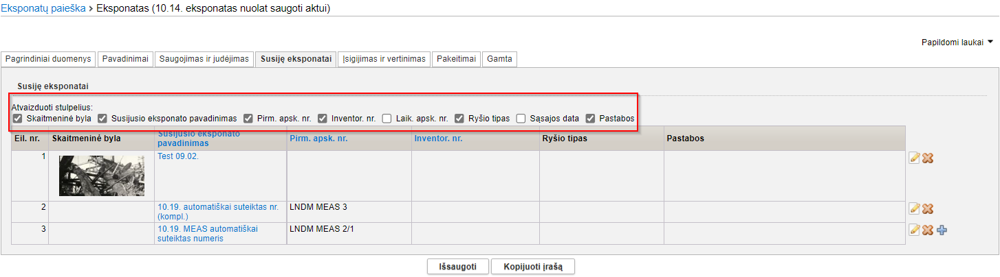 Eksponatų paieška > Eksponatas (10.14. eksponatas nuolat saugoti aktui)
Papildomi laukai
Pagrindiniai duomenys Pavadinimai Saugojimas ir judėjimas Susiję eksponatai Įsigijimas ir vertinimas Pakeitimai Gamta
Susiję eksponatai
Atvaizduoti stulpelius:
Skaitmeninė byla Susijusio eksponato pavadinimas Pirm. apsk. nr. Inventor. nr. Laik. apsk. nr. Ryšio tipas Sąsajos data Pastabos
Eil. nr. Skaitmeninė byla Susijusio eksponato pavadinimas Pirm. apsk. nr. Inventor. nr. Ryšio tipas Pastabos
1 Test 09.02.
2 10.19. automatiškai suteiktas nr. LNDM MEAS 3
(kompl.)
3 10.19. MEAS automatiškai LNDM MEAS 2/1
suteiktas numeris
Išsaugoti Kopijuoti įrašą